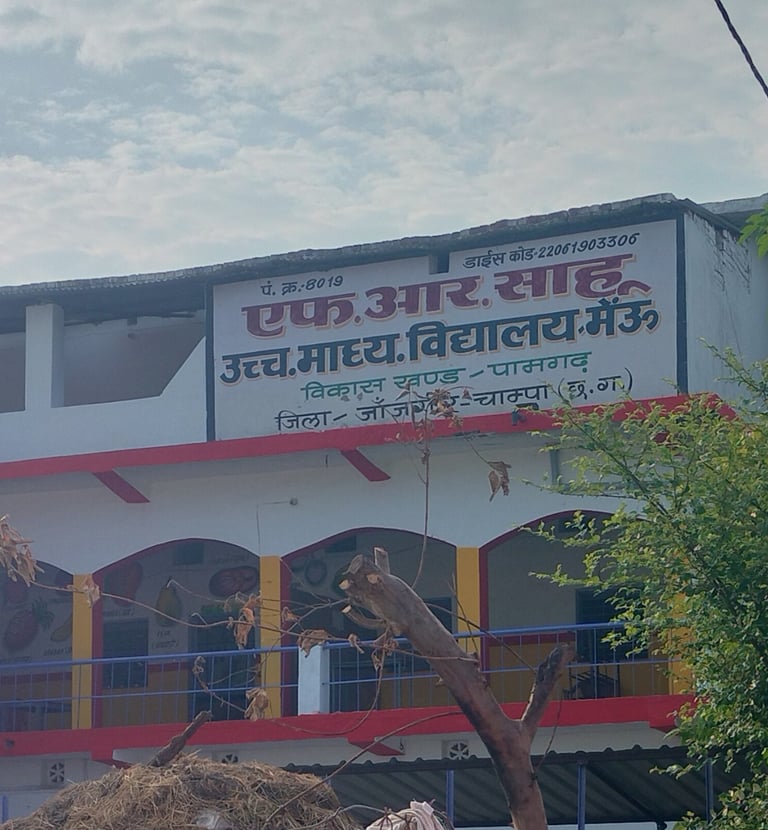 पं. क्र.-8019
डाईस कोड-22061903306
एफ.आर.साहू
उच्च.माध्य.विद्यालय-मेंऊ
विकास खण्ड - पामगढ़
जिला - जाँजगीर-चाम्पा (छ.ग.)